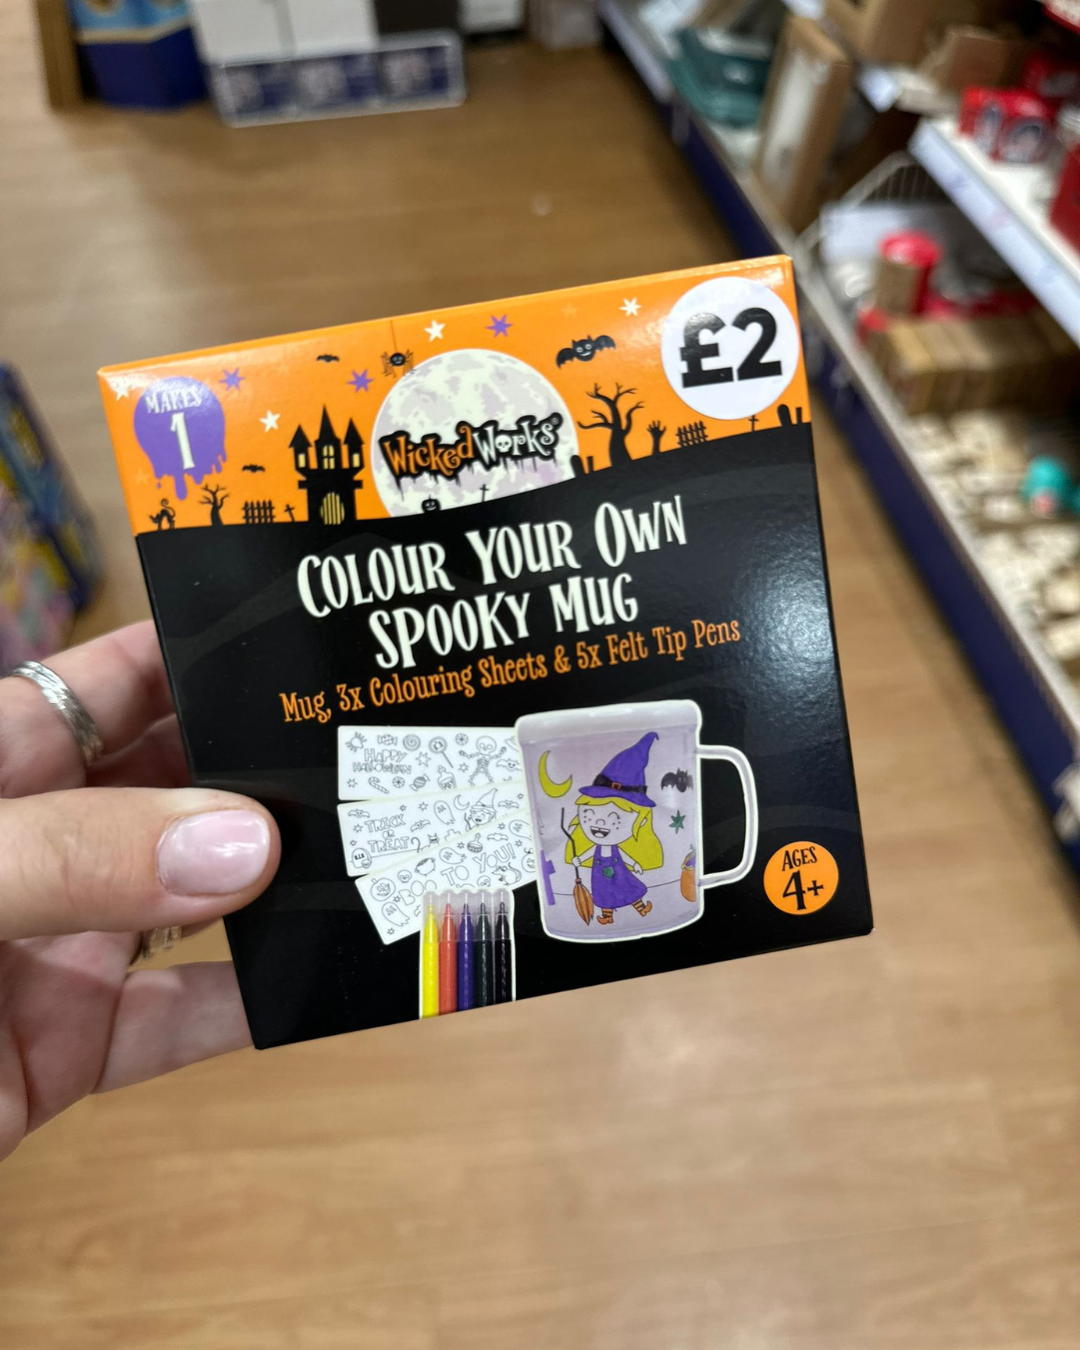 MAKES
1
£2
WickedWorks®
COLOUR YOUR OWN
SPOOKY MUG
Mug, 3x Colouring Sheets & 5x Felt Tip Pens
HAPPY
HALLOWEEN
TRICK
OR
TREAT?
BOO TO YOU!
AGES
4+